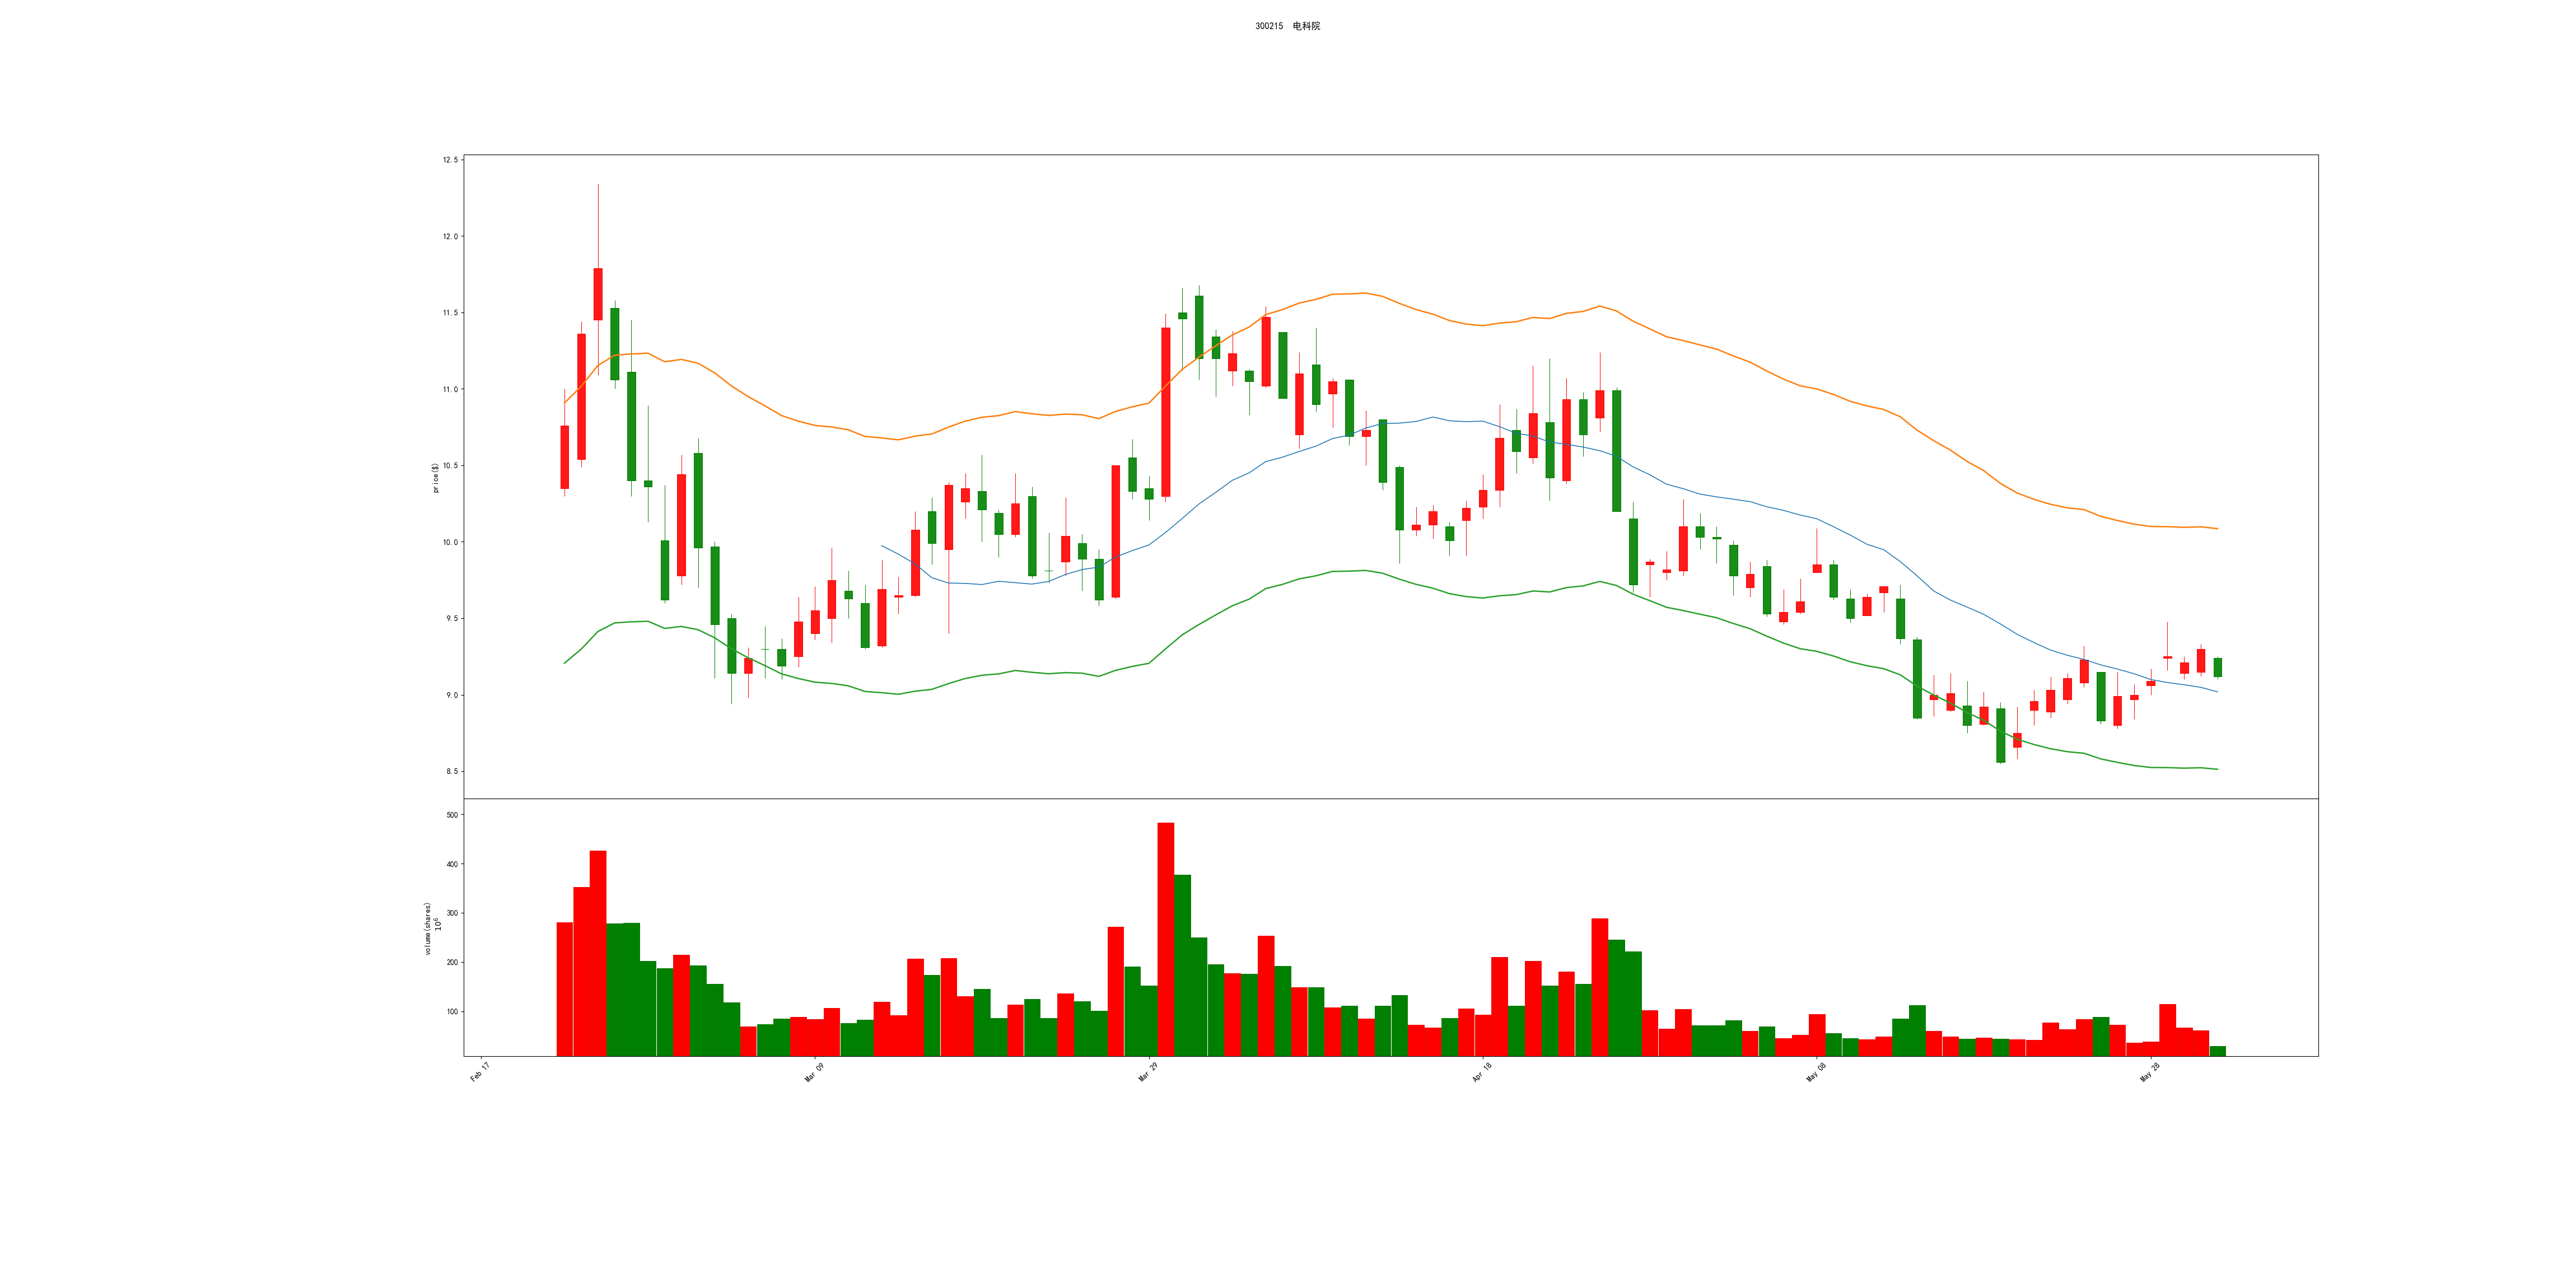 300215 电科院
12.5
12.0
11.5
11.0
10.5
10.0
9.5
9.0
8.5
price($)
500
400
300
200
100
volume(shares)
10^6
Feb 17
Mar 09
Mar 29
Apr 18
May 08
May 28